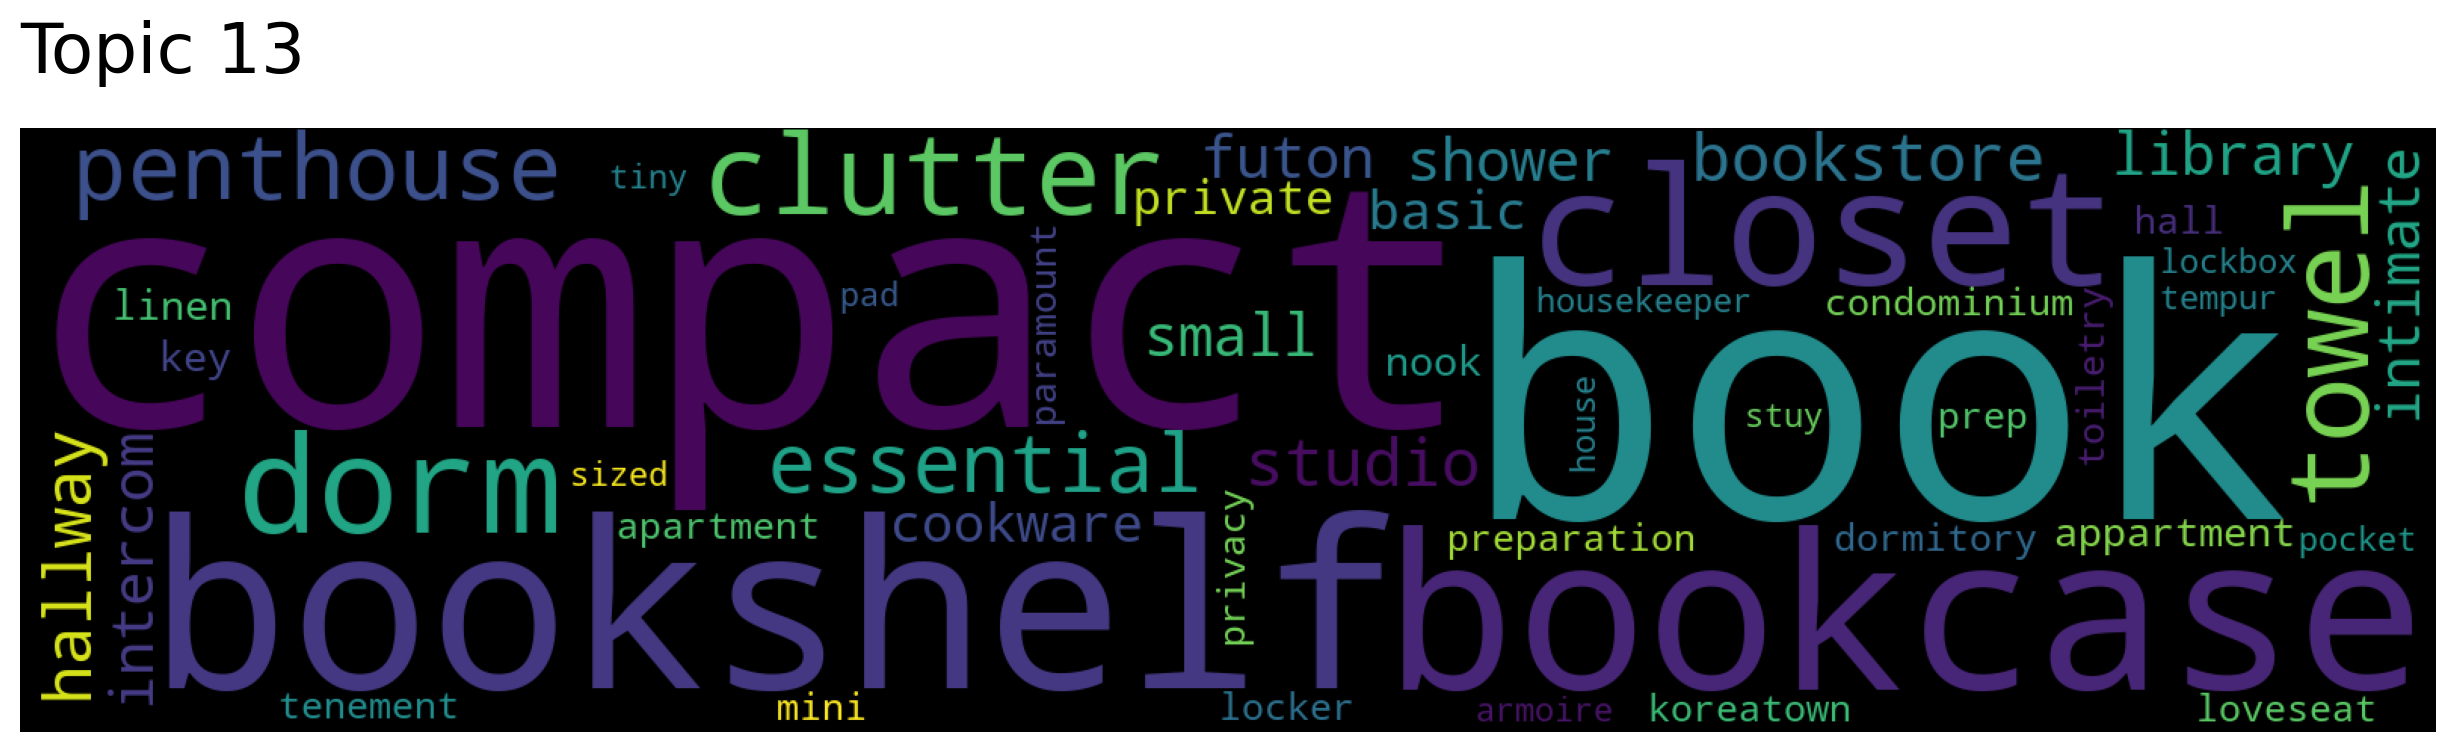 Topic 13
penthouse
tiny
clutter
futon
private
shower
basic
bookstore
closet
library
hall
towel
intimate
compact
linen
key
pad
paramount
small
nook
book
housekeeper
condominium
lockbox
tempur
toiletry
house
stuy
prep
hallway
intercom
dorm
sized
essential
studio
apartment
cookware
privacy
preparation
dormitory
appartment
pocket
bookshelf
bookcase
tenement
mini
locker
armoire
koreatown
loveseat